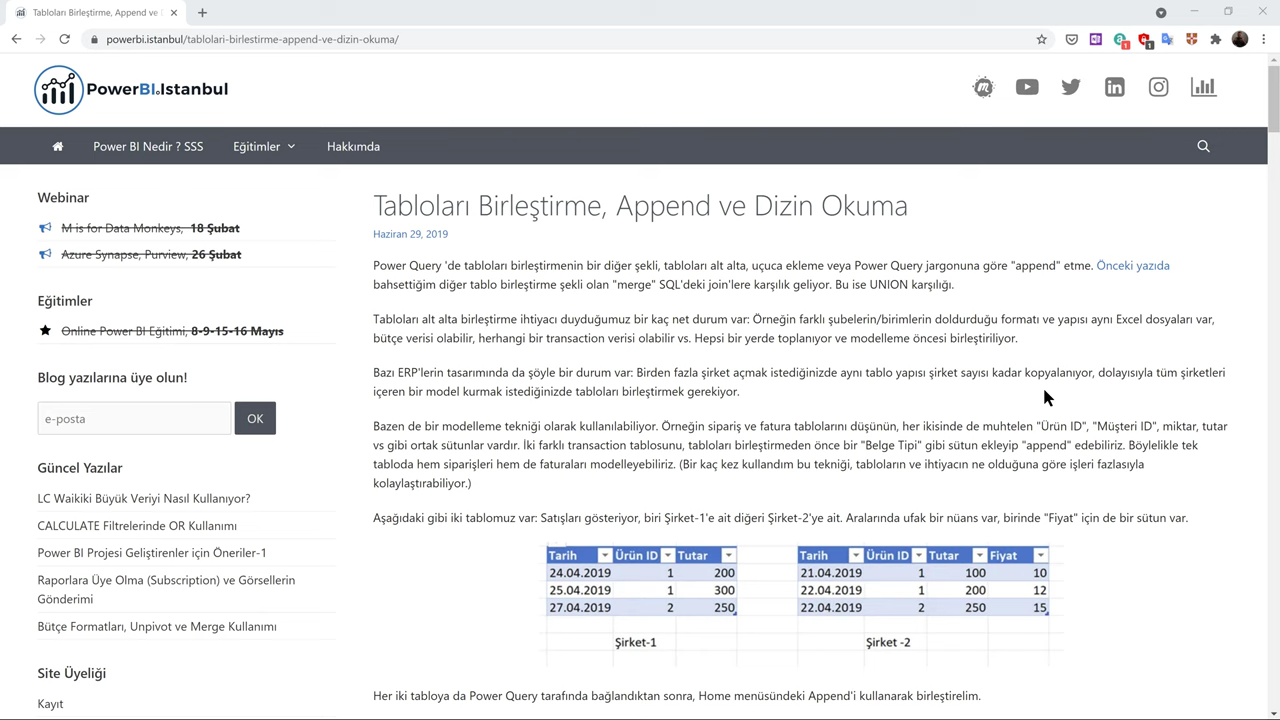 Tabloları Birleştirme, Append ve
powerbi.istanbul/tablolari-birlestirme-append-ve-dizin-okuma/
1
1
PowerBI.Istanbul
Power BI Nedir ? SSS
Eğitimler
Hakkımda
Webinar
M is for Data Monkeys, 18 Şubat
Azure Synapse, Purview, 26 Şubat
Eğitimler
Online Power BI Eğitimi, 8-9-15-16 Mayıs
Blog yazılarına üye olun!
e-posta
OK
Güncel Yazılar
LC Waikiki Büyük Veriyi Nasıl Kullanıyor?
CALCULATE Filtrelerinde OR Kullanımı
Power BI Projesi Geliştirenler için Öneriler-1
Raporlara Üye Olma (Subscription) ve Görsellerin
Gönderimi
Bütçe Formatları, Unpivot ve Merge Kullanımı
Site Üyeliği
Kayıt
Tabloları Birleştirme, Append ve Dizin Okuma
Haziran 29, 2019
Power Query 'de tabloları birleştirmenin bir diğer şekli, tabloları alt alta, uçuca ekleme veya Power Query jargonuna göre "append" etme. Önceki yazıda
bahsettiğim diğer tablo birleştirme şekli olan "merge" SQL'deki join'lere karşılık geliyor. Bu ise UNION karşılığı.
Tabloları alt alta birleştirme ihtiyacı duyduğumuz bir kaç net durum var: Örneğin farklı şubelerin/birimlerin doldurduğu formatı ve yapısı aynı Excel dosyaları var,
bütçe verisi olabilir, herhangi bir transaction verisi olabilir vs. Hepsi bir yerde toplanıyor ve modelleme öncesi birleştiriliyor.
Bazı ERP'lerin tasarımında da şöyle bir durum var: Birden fazla şirket açmak istediğinizde aynı tablo yapısı şirket sayısı kadar kopyalanıyor, dolayısıyla tüm şirketleri
içeren bir model kurmak istediğinizde tabloları birleştirmek gerekiyor.
Bazen de bir modelleme tekniği olarak kullanılabiliyor. Örneğin sipariş ve fatura tablolarını düşünün, her ikisinde de muhtelen "Ürün ID", "Müşteri ID", miktar, tutar
vs gibi ortak sütunlar vardır. İki farklı transaction tablosunu, tabloları birleştirmeden önce bir "Belge Tipi" gibi sütun ekleyip "append" edebiliriz. Böylelikle tek
tabloda hem siparişleri hem de faturaları modelleyebiliriz. (Bir kaç kez kullandım bu tekniği, tabloların ve ihtiyacın ne olduğuna göre işleri fazlasıyla
kolaylaştırabiliyor.)
Aşağıdaki gibi iki tablomuz var: Satışları gösteriyor, biri Şirket-1'e ait diğeri Şirket-2'ye ait. Aralarında ufak bir nüans var, birinde "Fiyat" için de bir sütun var.
Tarih Ürün ID Tutar
24.04.2019 1 200
25.04.2019 1 300
27.04.2019 2 250
Şirket-1
Tarih Ürün ID Tutar Fiyat
21.04.2019 1 100 10
22.04.2019 1 200 12
22.04.2019 2 250 15
Şirket -2
Her iki tabloya da Power Query tarafında bağlandıktan sonra, Home menüsündeki Append'i kullanarak birleştirelim.